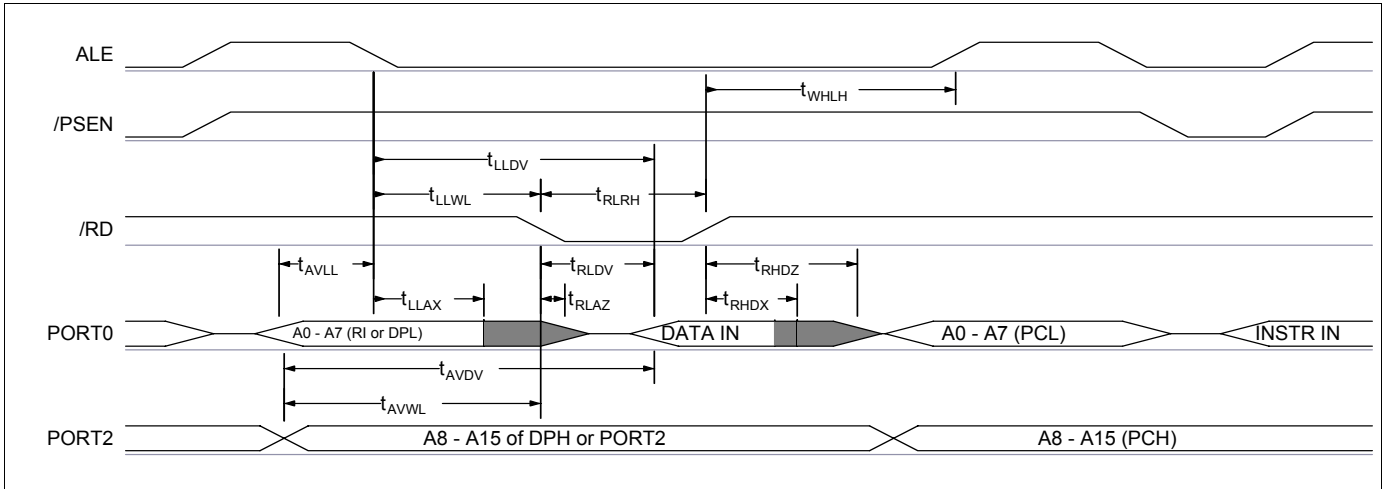 ALE
tWHLH
/PSEN
tLLDV
tLLWL tRLRH
/RD
tAVLL tRLDV tRHDZ
tLLAX tRLAZ tRHDX
PORT0 A0 - A7 (RI or DPL) DATA IN A0 - A7 (PCL) INSTR IN
tAVDV
tAVWL
PORT2 A8 - A15 of DPH or PORT2 A8 - A15 (PCH)